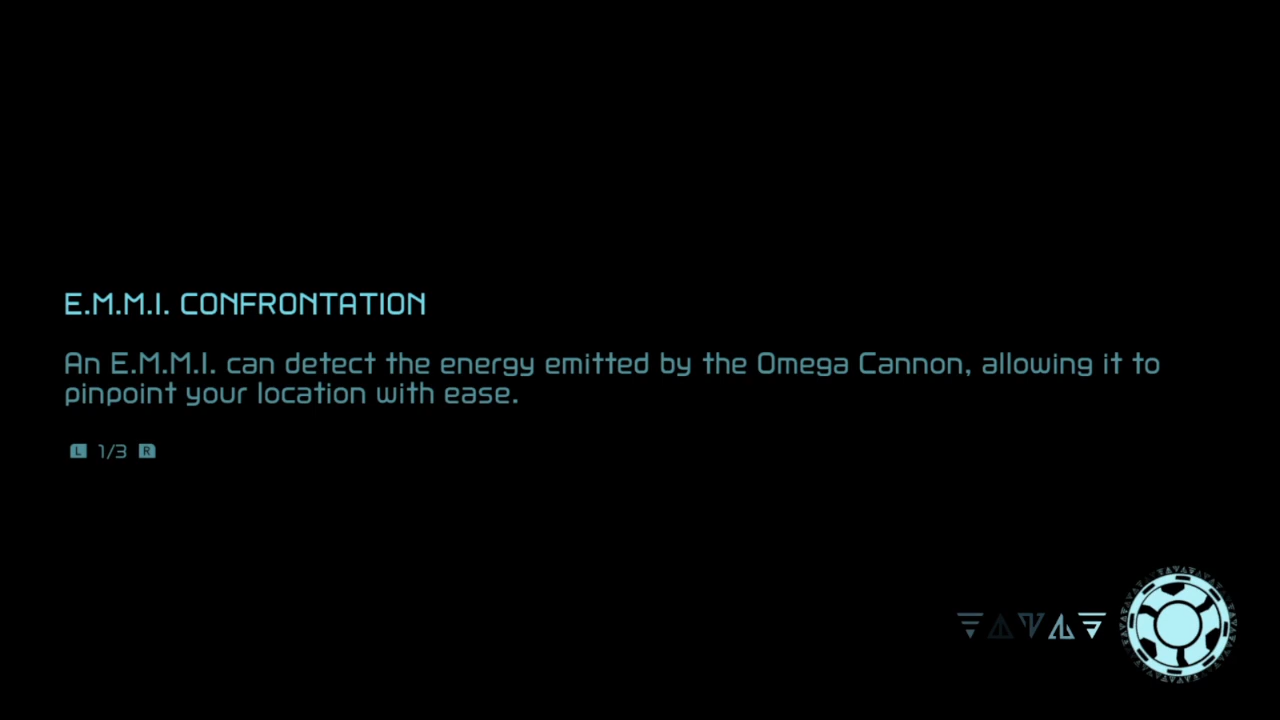 E.M.M.I. CONFRONTATION
An E.M.M.I. can detect the energy emitted by the Omega Cannon, allowing it to
pinpoint your location with ease.
L 1/3 R